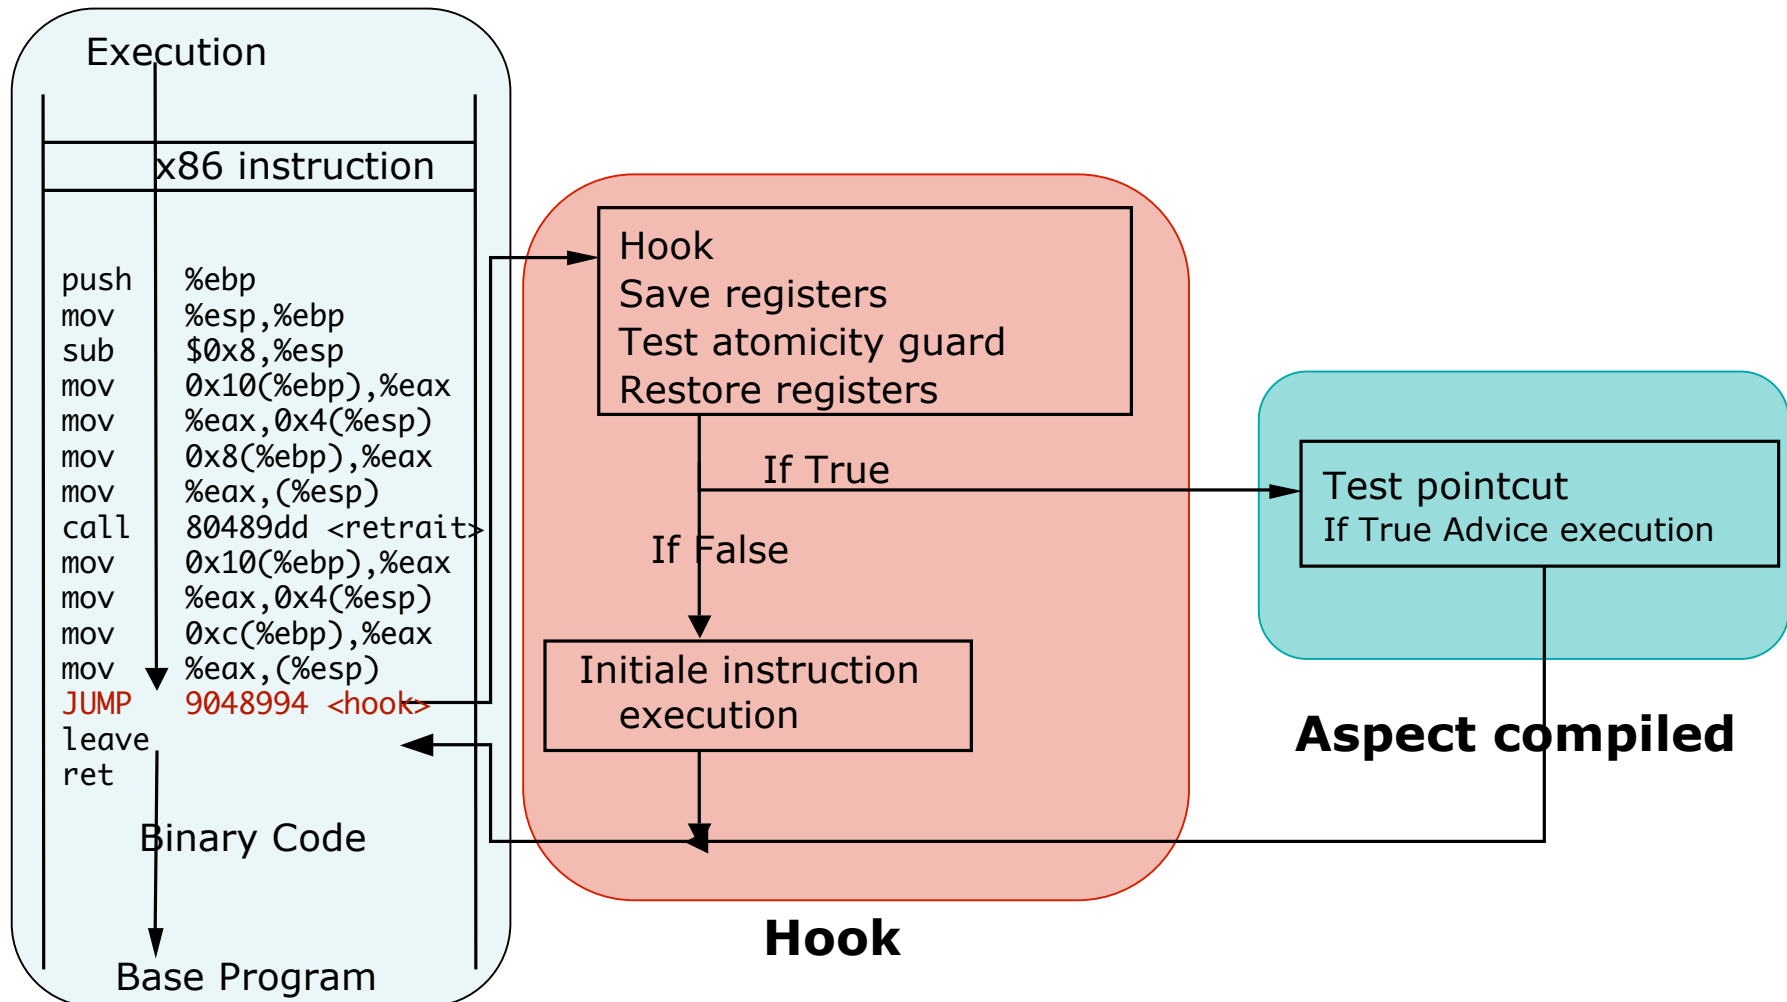 Execution
x86 instruction
push %ebp
mov %esp,%ebp
sub $0x8,%esp
mov 0x10(%ebp),%eax
mov %eax,0x4(%esp)
mov 0x8(%ebp),%eax
mov %eax,(%esp)
call 80489dd <retrait>
mov 0x10(%ebp),%eax
mov %eax,0x4(%esp)
mov 0xc(%ebp),%eax
mov %eax,(%esp)
JUMP 9048994 <hook>
leave
ret
Binary Code
Base Program
Hook
Save registers
Test atomicity guard
Restore registers
If True
If False
Initiale instruction
execution
Hook
Test pointcut
If True Advice execution
Aspect compiled